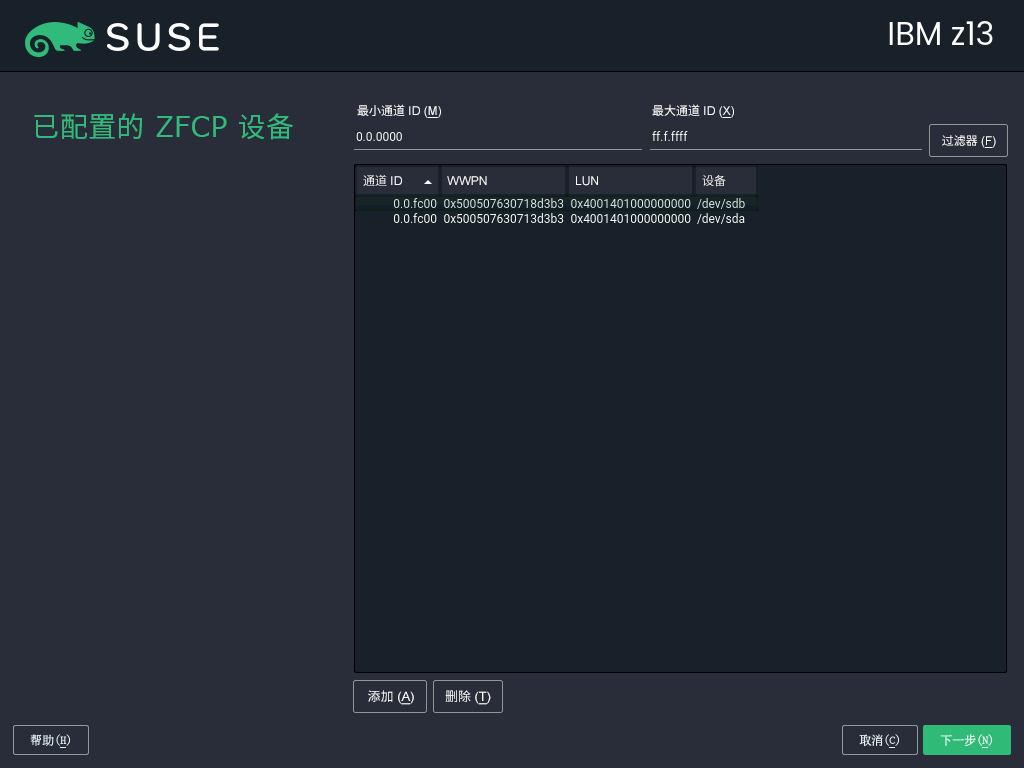 SUSE
IBM z13
已配置的 ZFCP 设备
最小通道 ID (M)
最大通道 ID (X)
0.0.0000
ff.f.ffff
过滤器 (F)
通道 ID WWPN LUN 设备
0.0.fc00 0x500507630718d3b3 0x4001401000000000 /dev/sdb
0.0.fc00 0x500507630713d3b3 0x4001401000000000 /dev/sda
添加 (A)
删除 (T)
帮助(H)
取消(C)
下一步(N)